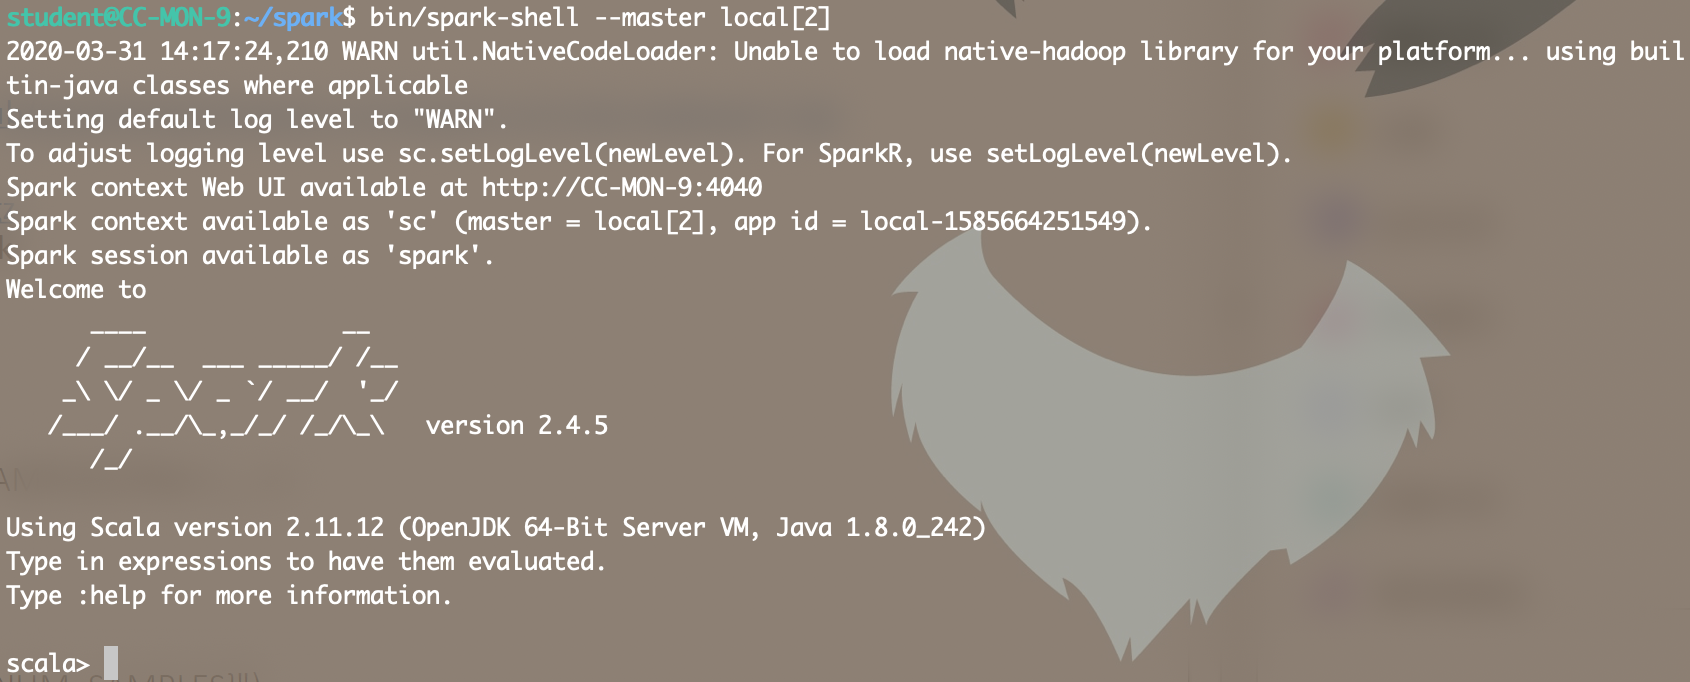 student@CC-MON-9:~/spark$ bin/spark-shell --master local[2]
2020-03-31 14:17:24,210 WARN util.NativeCodeLoader: Unable to load native-hadoop library for your platform... using buil
tin-java classes where applicable
Setting default log level to "WARN".
To adjust logging level use sc.setLogLevel(newLevel). For SparkR, use setLogLevel(newLevel).
Spark context Web UI available at http://CC-MON-9:4040
Spark context available as 'sc' (master = local[2], app id = local-1585664251549).
Spark session available as 'spark'.
Welcome to
      ____              __
     / __/__  ___ _____/ /__
    _\ \/ _ \/ _ `/ __/  '_/
   /___/ .__/\_,_/_/ /_/\_\   version 2.4.5
      /_/
Using Scala version 2.11.12 (OpenJDK 64-Bit Server VM, Java 1.8.0_242)
Type in expressions to have them evaluated.
Type :help for more information.
scala>